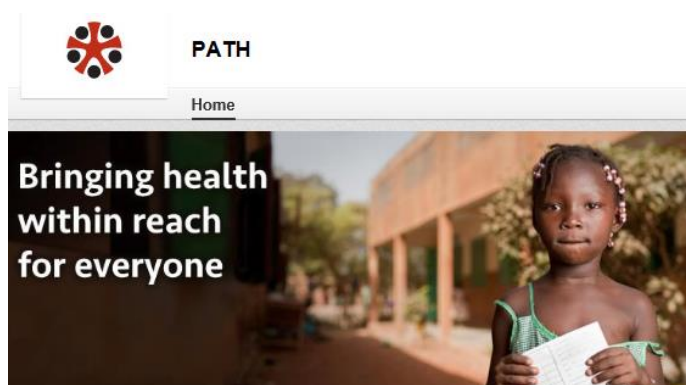 PATH
Home
Bringing health
within reach
for everyone